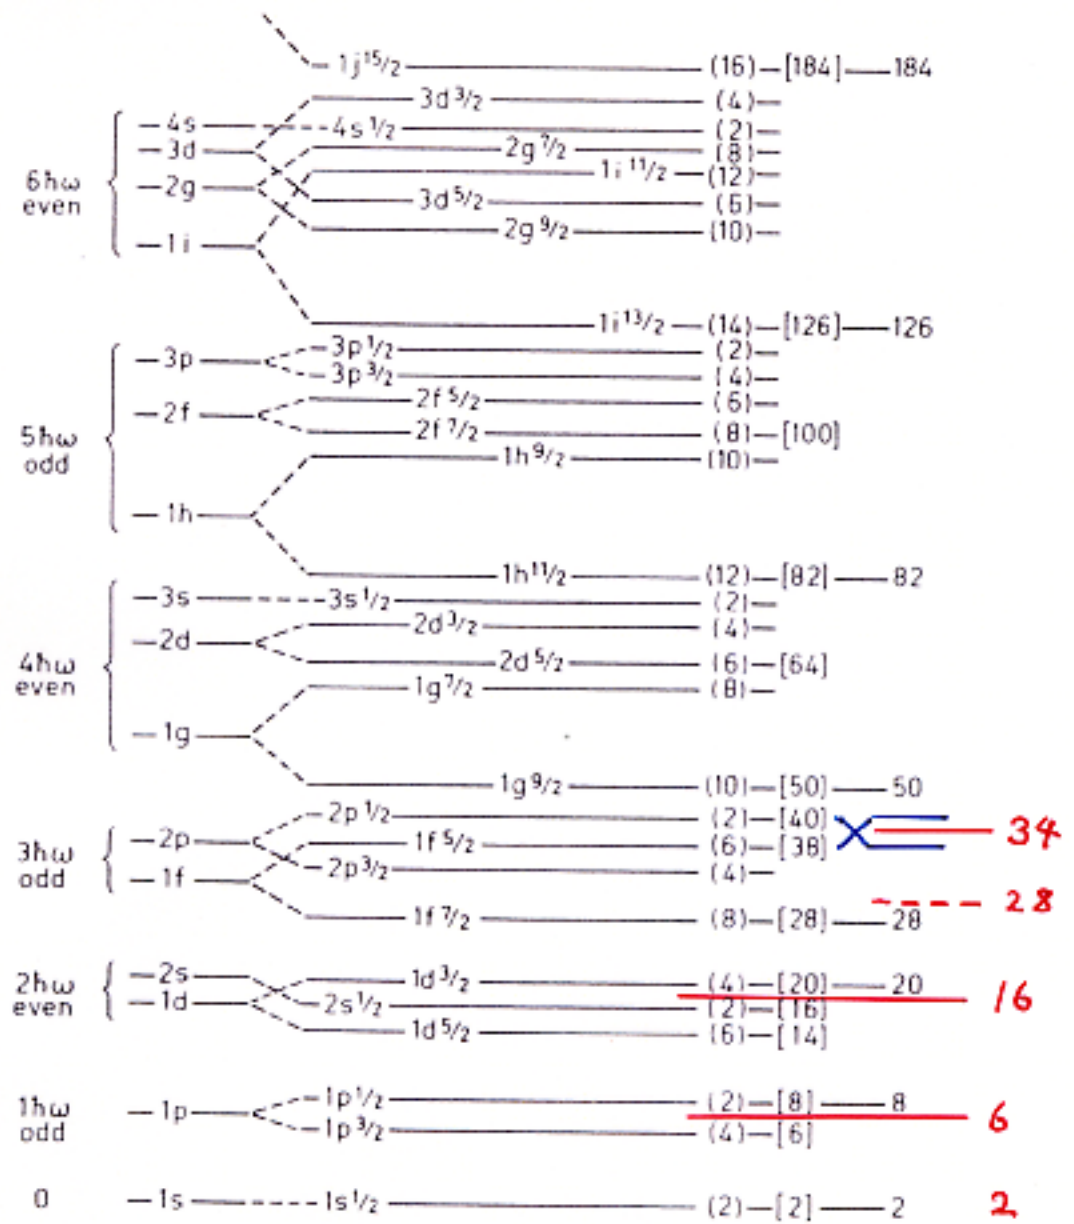 1j15/2 (16) [184] 184
3d3/2 (4)
4s 4s1/2 (2)
3d 2g7/2 (8)
1i11/2 (12)
6ħω even 2g 3d5/2 (6)
2g9/2 (10)
1i
1i13/2 (14) [126] 126
3p 3p1/2 (2)
3p3/2 (4)
2f 2f5/2 (6)
2f7/2 (8) [100]
5ħω odd 1h9/2 (10)
1h
1h11/2 (12) [82] 82
3s 3s1/2 (2)
2d 2d3/2 (4)
4ħω even 2d5/2 (6) [64]
1g7/2 (8)
1g
1g9/2 (10) [50] 50
2p1/2 (2) [40]
34
3ħω odd 2p 1f5/2 (6) [38]
1f 2p3/2 (4)
28
1f7/2 (8) [28] 28
2ħω even 2s 1d3/2 (4) [20] 20
16
1d 2s1/2 (2) [16]
1d5/2 (6) [14]
1ħω odd 1p 1p1/2 (2) [8] 8
6
1p3/2 (4) [6]
0 1s 1s1/2 (2) [2] 2 2